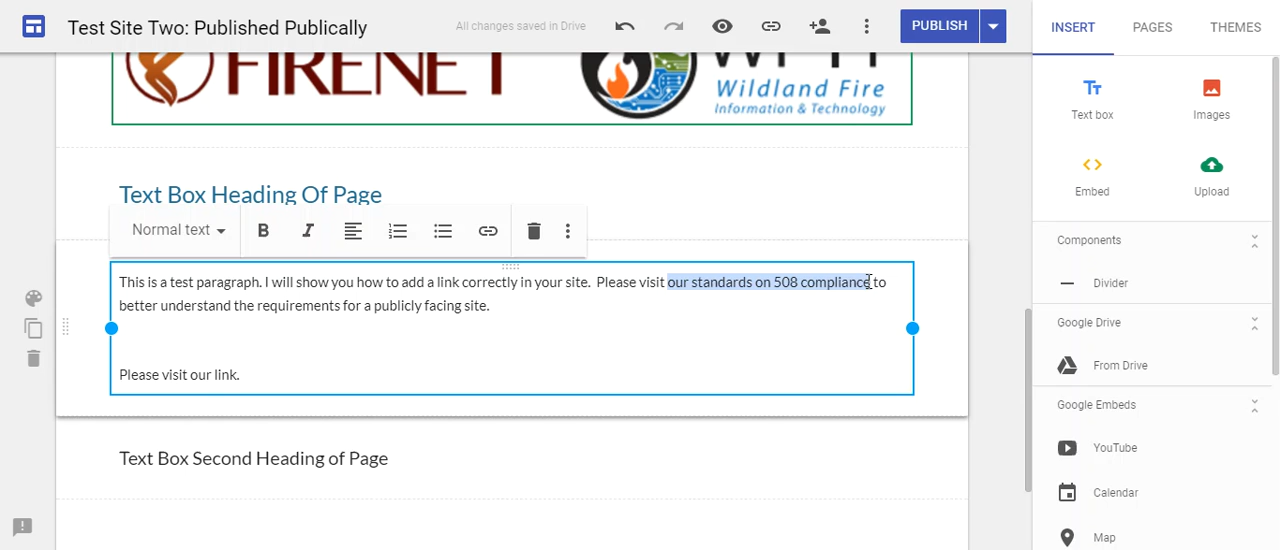 Test Site Two: Published Publically
All changes saved in Drive
PUBLISH
INSERT
PAGES
THEMES
FIRENET
Wildland Fire
Information & Technology
Text box
Images
Embed
Upload
Text Box Heading Of Page
Normal text
B
I
This is a test paragraph. I will show you how to add a link correctly in your site.  Please visit our standards on 508 compliance to
better understand the requirements for a publicly facing site.
Please visit our link.
Text Box Second Heading of Page
Components
Divider
Google Drive
From Drive
Google Embeds
YouTube
Calendar
Map